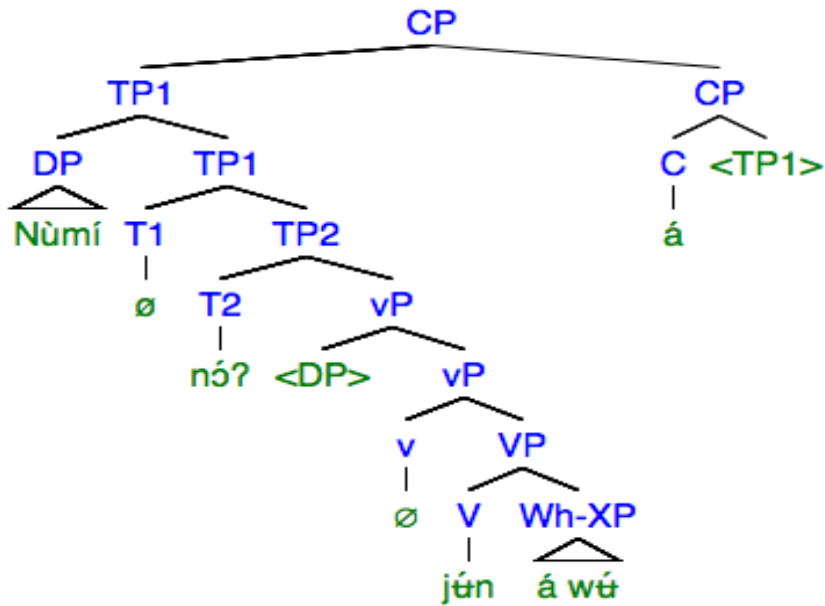 CP
TP1 CP
DP TP1 C <TP1>
Nùmí T1 TP2 á
ø T2 vP
nɔ́? <DP> vP
v VP
∅ V Wh-XP
jʉ́n á wʉ́